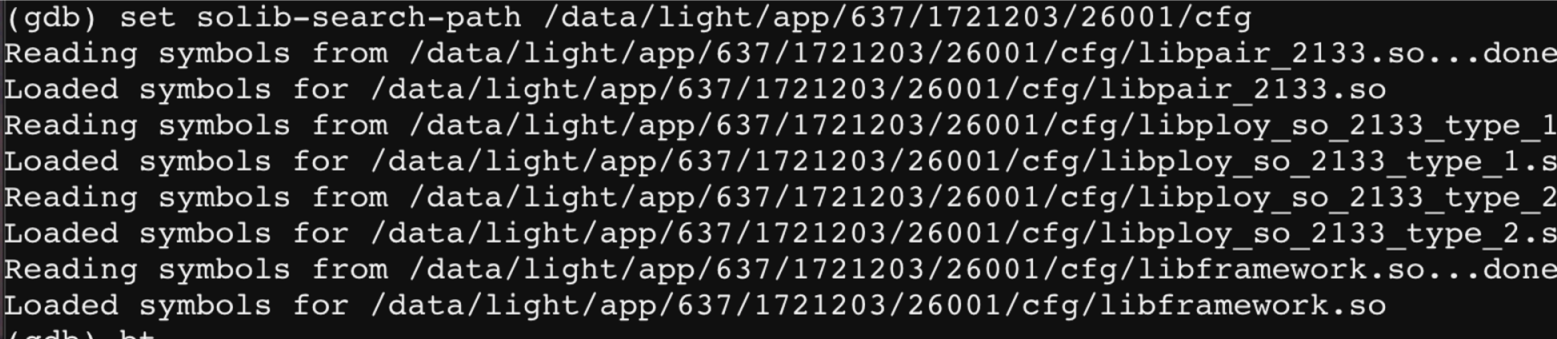 (gdb) set solib-search-path /data/light/app/637/1721203/26001/cfg
Reading symbols from /data/light/app/637/1721203/26001/cfg/libpair_2133.so...done
Loaded symbols for /data/light/app/637/1721203/26001/cfg/libpair_2133.so
Reading symbols from /data/light/app/637/1721203/26001/cfg/libploy_so_2133_type_1
Loaded symbols for /data/light/app/637/1721203/26001/cfg/libploy_so_2133_type_1.s
Reading symbols from /data/light/app/637/1721203/26001/cfg/libploy_so_2133_type_2
Loaded symbols for /data/light/app/637/1721203/26001/cfg/libploy_so_2133_type_2.s
Reading symbols from /data/light/app/637/1721203/26001/cfg/libframework.so...done
Loaded symbols for /data/light/app/637/1721203/26001/cfg/libframework.so
(gdb) bt